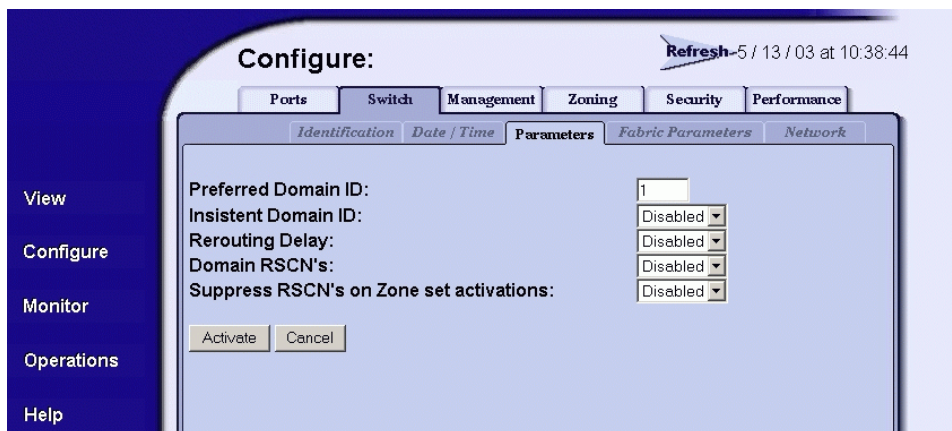 Configure:
Refresh-5 / 13 / 03 at 10:38:44
Ports Switch Management Zoning Security Performance
Identification Date / Time Parameters Fabric Parameters Network
View
Configure
Monitor
Operations
Help
Preferred Domain ID: 1
Insistent Domain ID: Disabled
Rerouting Delay: Disabled
Domain RSCN's: Disabled
Suppress RSCN's on Zone set activations: Disabled
Activate Cancel